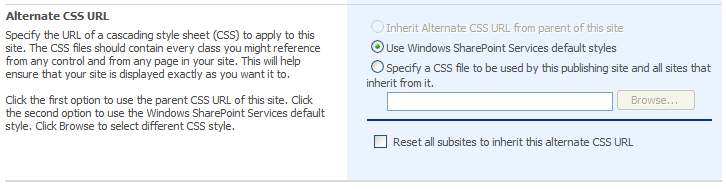 Alternate CSS URL
Specify the URL of a cascading style sheet (CSS) to apply to this
site. The CSS files should contain every class you might reference
from any control and from any page in your site. This will help
ensure that your site is displayed exactly as you want it to.
Click the first option to use the parent CSS URL of this site. Click
the second option to use the Windows SharePoint Services default
style. Click Browse to select different CSS style.
Inherit Alternate CSS URL from parent of this site
Use Windows SharePoint Services default styles
Specify a CSS file to be used by this publishing site and all sites that
inherit from it.
Browse...
Reset all subsites to inherit this alternate CSS URL